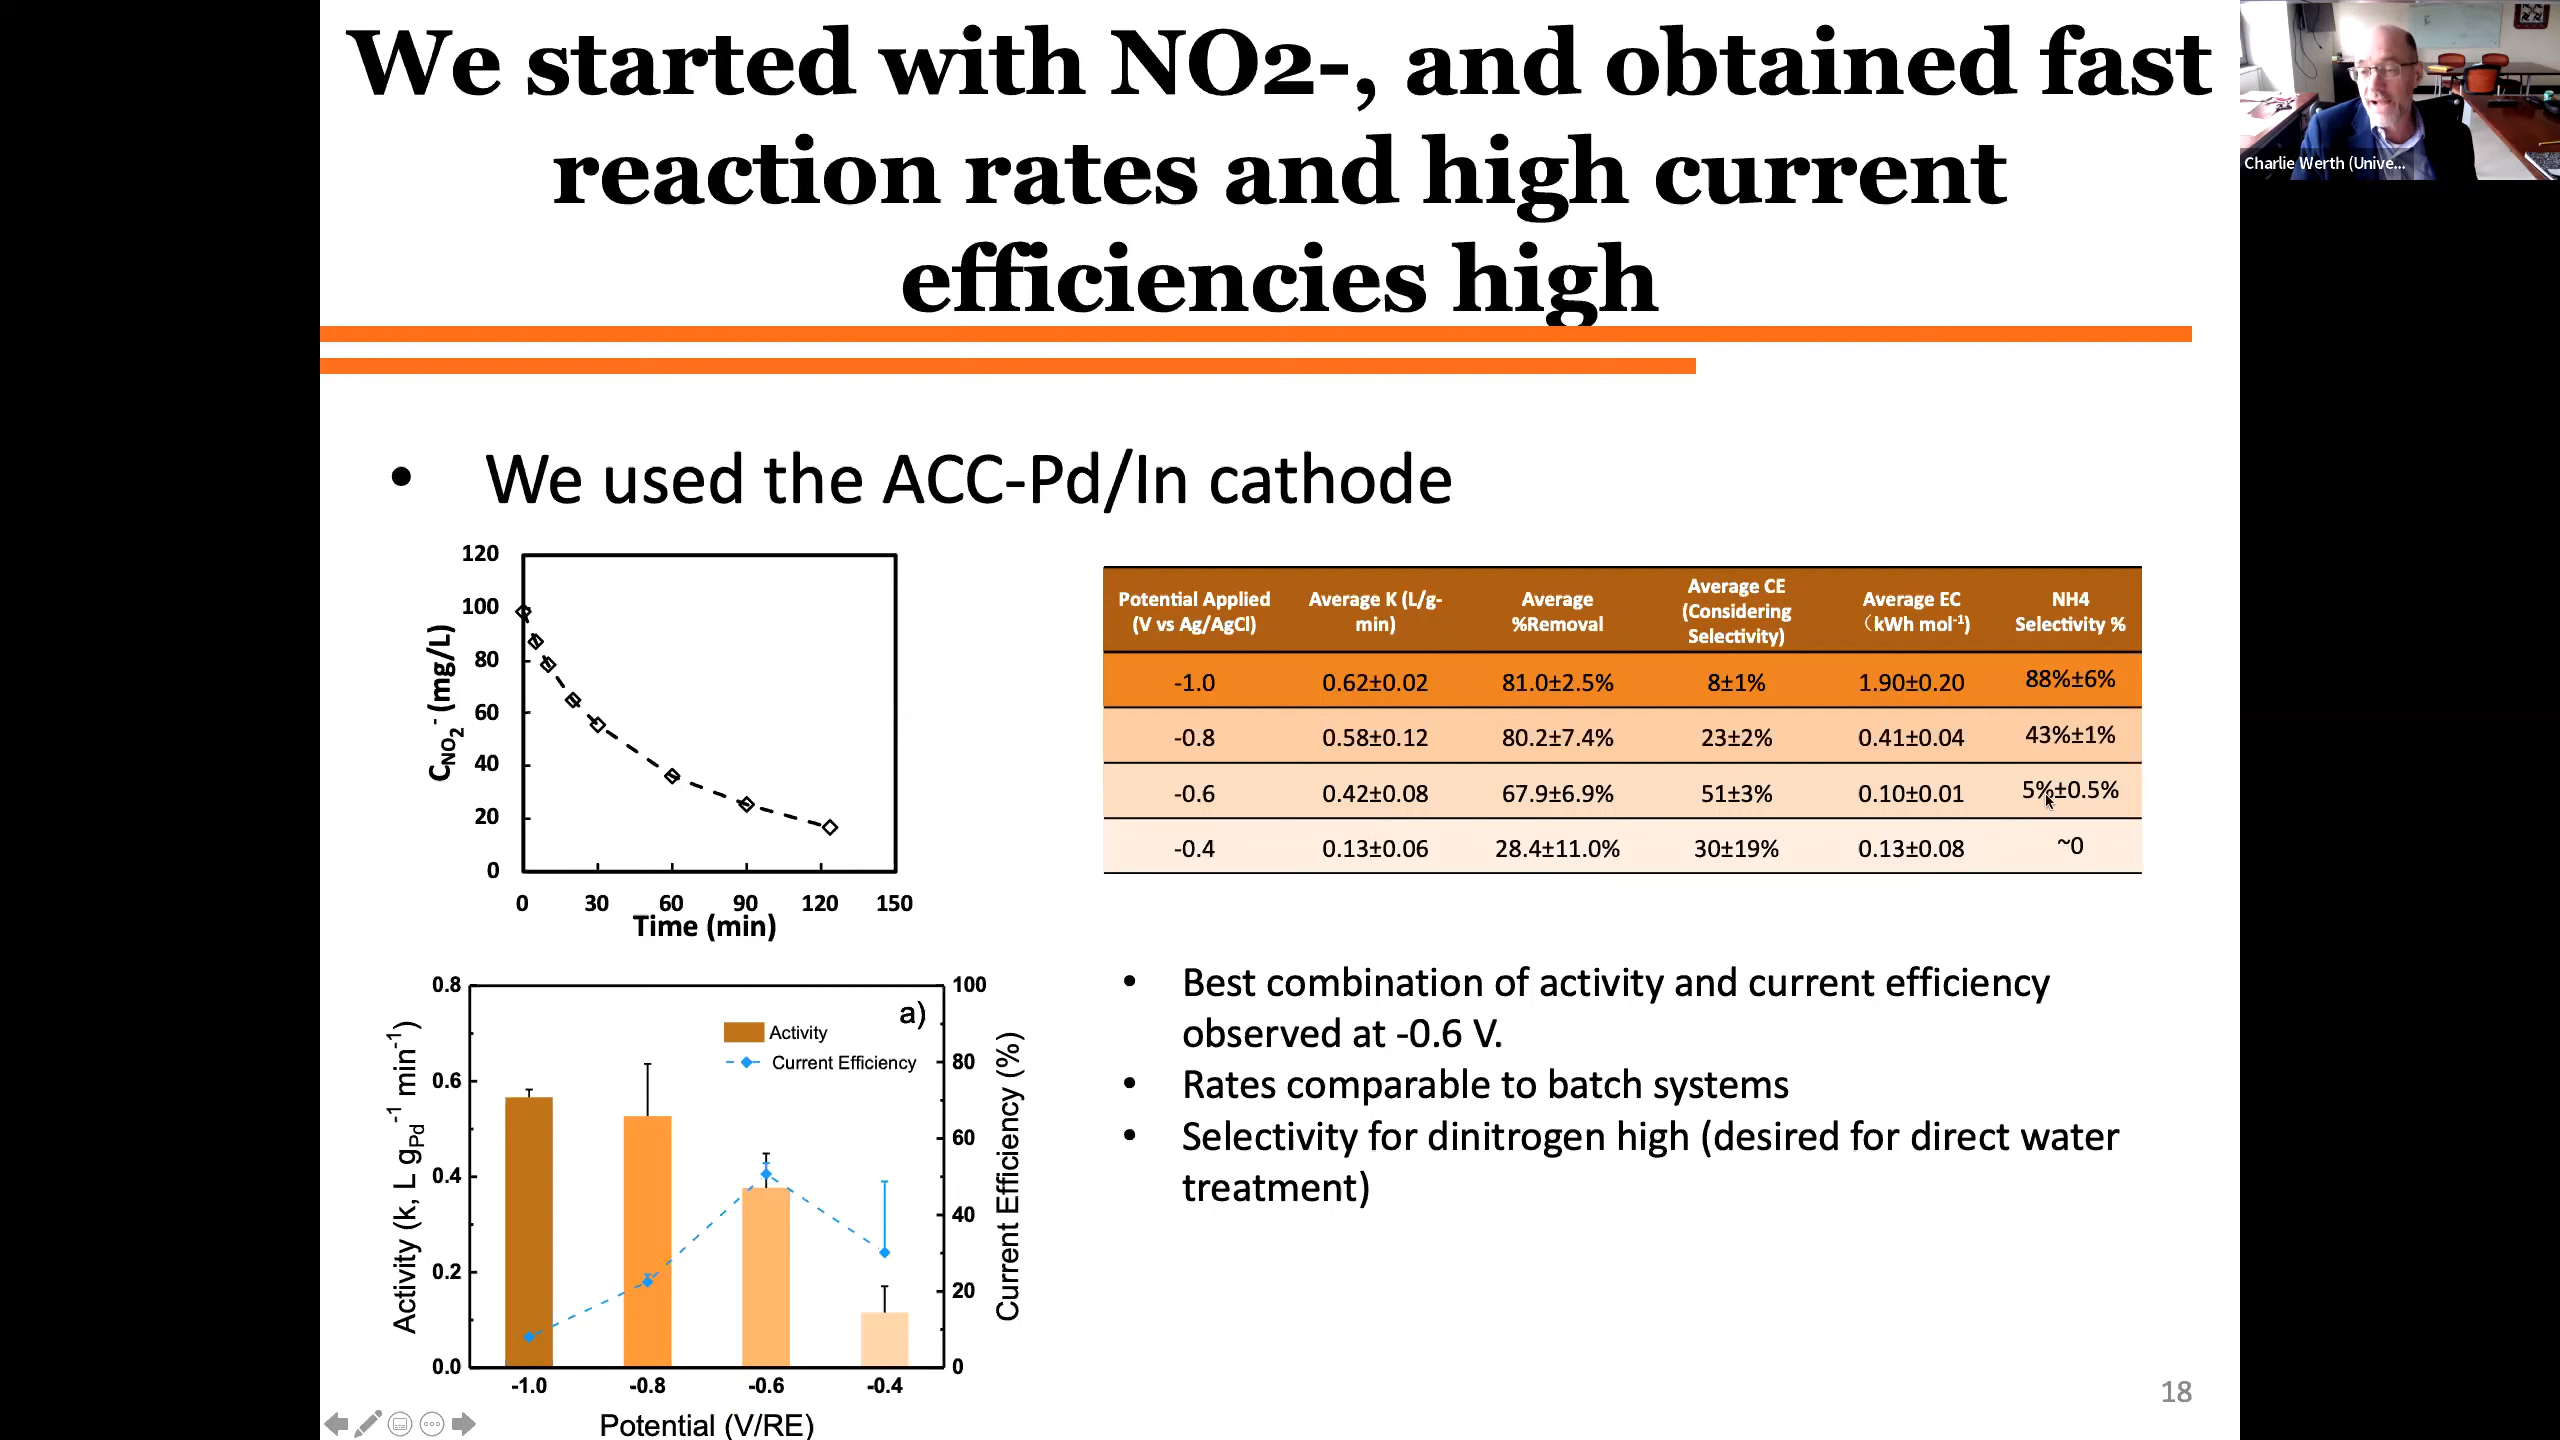 We started with NO2-, and obtained fast
reaction rates and high current
efficiencies high
Charlie Werth (Unive...
• We used the ACC-Pd/In cathode
120
100
80
60
40
20
0
C_NO₂⁻ (mg/L)
0 30 60 90 120 150
Time (min)
Potential Applied (V vs Ag/AgCl) Average K (L/g-min) Average %Removal Average CE (Considering Selectivity) Average EC (kWh mol⁻¹) NH4 Selectivity %
-1.0 0.62±0.02 81.0±2.5% 8±1% 1.90±0.20 88%±6%
-0.8 0.58±0.12 80.2±7.4% 23±2% 0.41±0.04 43%±1%
-0.6 0.42±0.08 67.9±6.9% 51±3% 0.10±0.01 5%±0.5%
-0.4 0.13±0.06 28.4±11.0% 30±19% 0.13±0.08 ~0
0.8
0.6
0.4
0.2
0.0
Activity (k, L g_Pd⁻¹ min⁻¹)
a)
Activity
Current Efficiency
100
80
60
40
20
0
Current Efficiency (%)
-1.0 -0.8 -0.6 -0.4
Potential (V/RE)
• Best combination of activity and current efficiency
observed at -0.6 V.
• Rates comparable to batch systems
• Selectivity for dinitrogen high (desired for direct water
treatment)
18